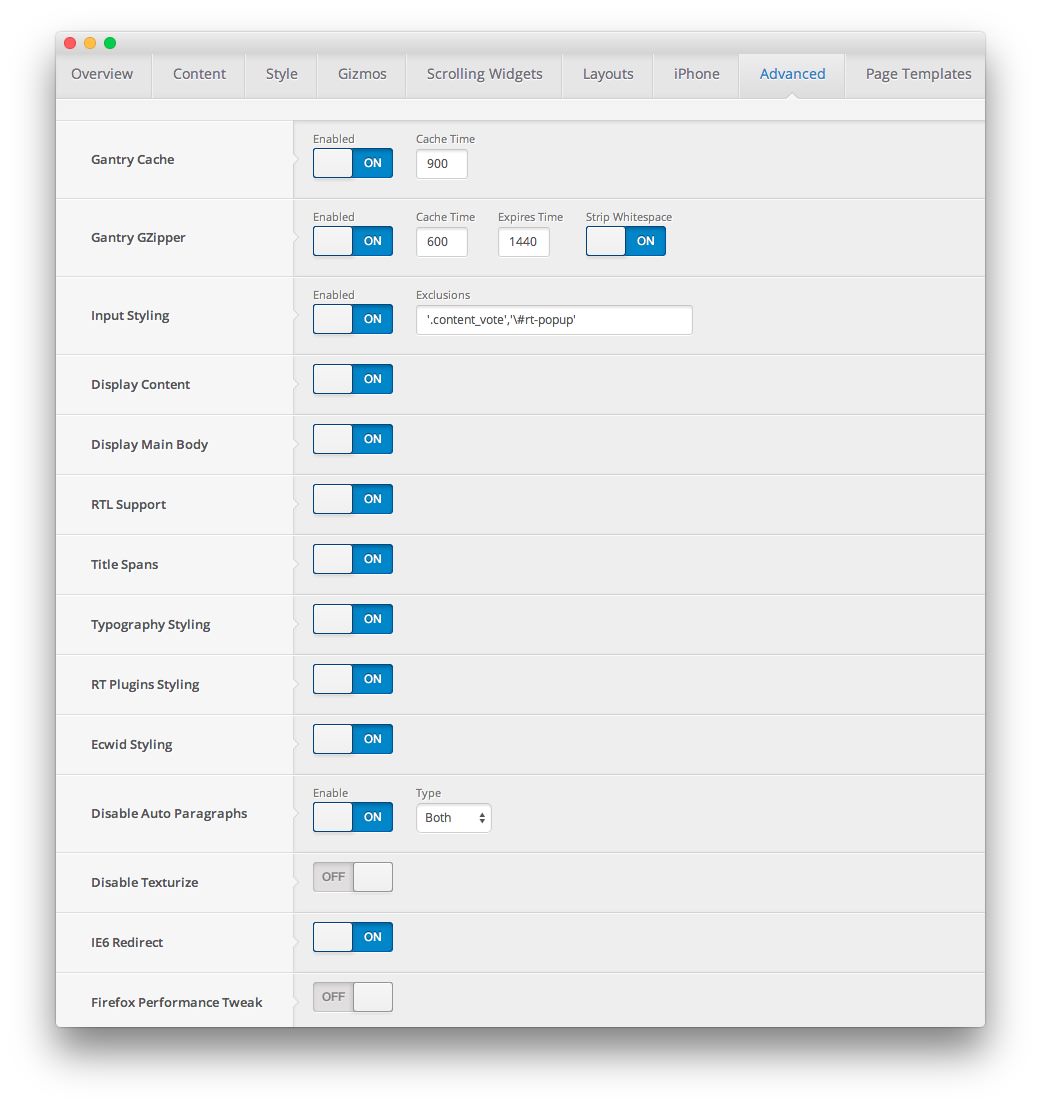 Overview Content Style Gizmos Scrolling Widgets Layouts iPhone Advanced Page Templates
Enabled Cache Time
Gantry Cache ON 900
Enabled Cache Time Expires Time Strip Whitespace
Gantry GZipper ON 600 1440 ON
Enabled Exclusions
Input Styling ON '.content_vote','\#rt-popup'
Display Content ON
Display Main Body ON
RTL Support ON
Title Spans ON
Typography Styling ON
RT Plugins Styling ON
Ecwid Styling ON
Enable Type
Disable Auto Paragraphs ON Both
Disable Texturize OFF
IE6 Redirect ON
Firefox Performance Tweak OFF